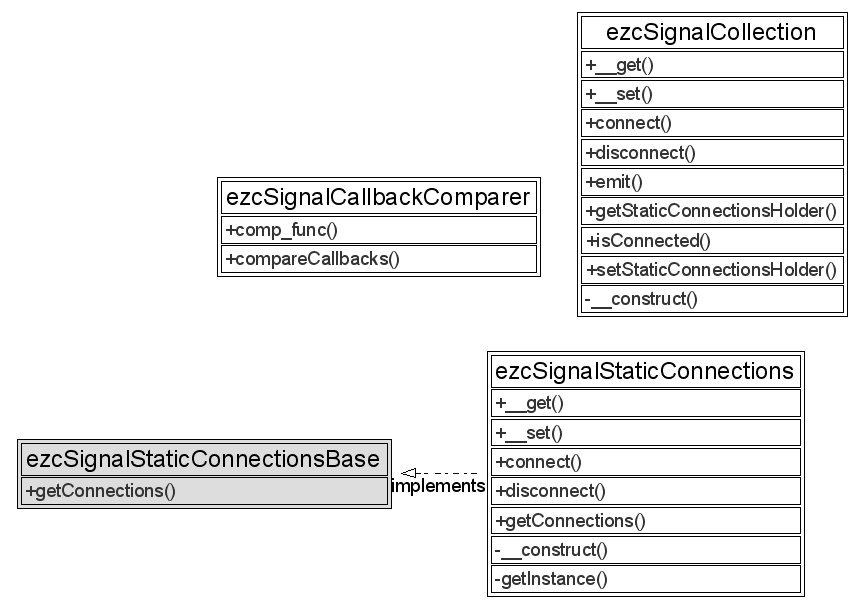 ezcSignalCollection
+__get()
+__set()
+connect()
+disconnect()
+emit()
+getStaticConnectionsHolder()
+isConnected()
+setStaticConnectionsHolder()
-__construct()
ezcSignalCallbackComparer
+comp_func()
+compareCallbacks()
ezcSignalStaticConnections
+__get()
+__set()
+connect()
+disconnect()
+getConnections()
-__construct()
-getInstance()
ezcSignalStaticConnectionsBase
+getConnections()
implements